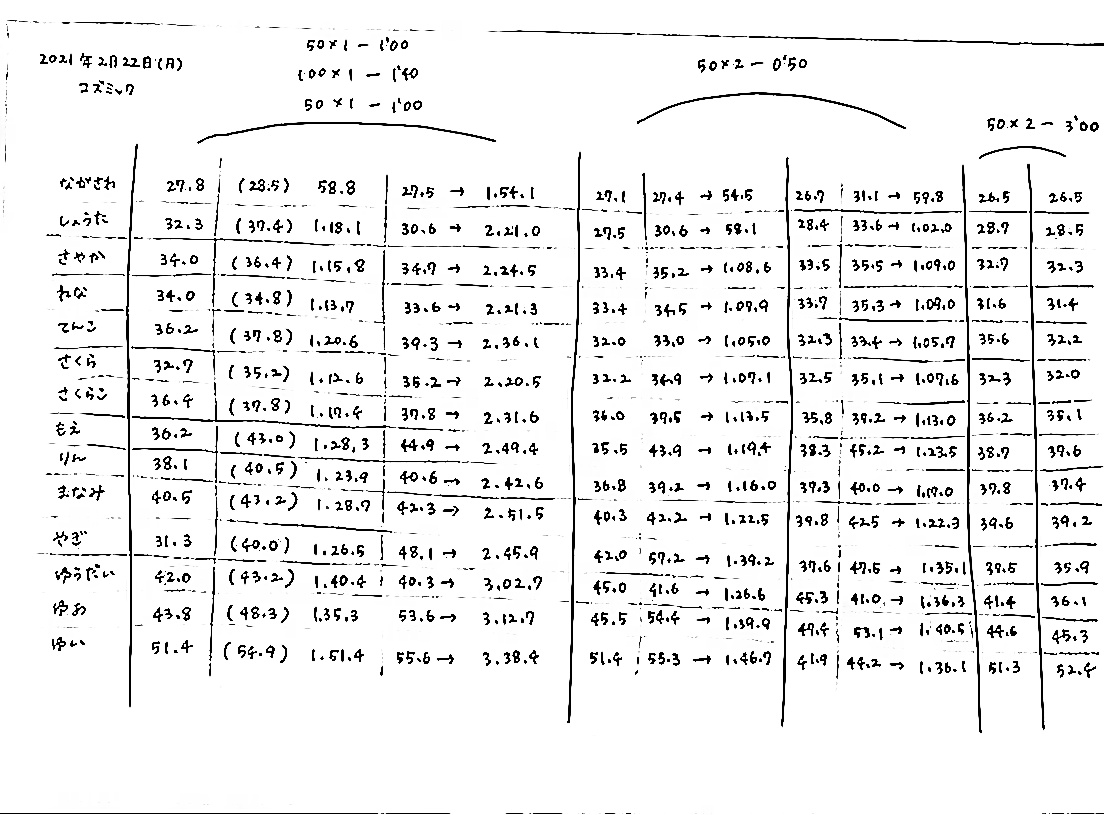 2021年2月22日(月)
コズミック
50×1 - 1'00
100×1 - 1'40
50×1 - 1'00
50×2 - 0'50
50×2 - 3'00
ながさわ 27.8 (28.5) 58.8 27.5 → 1.54.1 27.1 27.4 → 54.5 26.7 31.1 → 59.8 26.5 26.5
しょうた 32.3 (37.4) 1.18.1 30.6 → 2.21.0 27.5 30.6 → 58.1 28.4 33.6 → 1.02.0 28.7 28.5
さやか 34.0 (36.4) 1.15.8 34.7 → 2.24.5 33.4 35.2 → 1.08.6 33.5 35.5 → 1.09.0 32.7 32.3
れな 34.0 (34.8) 1.13.7 33.6 → 2.21.3 33.4 34.5 → 1.07.9 33.7 35.3 → 1.09.0 31.6 31.4
てんこ 36.2 (37.8) 1.20.6 39.3 → 2.36.1 32.0 33.0 → 1.05.0 32.3 33.4 → 1.05.7 35.6 32.2
さくら 32.7 (35.2) 1.12.6 35.2 → 2.20.5 32.2 34.9 → 1.07.1 32.5 35.1 → 1.07.6 32.3 32.0
さくらこ 36.4 (37.8) 1.17.4 37.8 → 2.31.6 36.0 37.5 → 1.13.5 35.8 37.2 → 1.13.0 36.2 35.1
もえ 36.2 (43.0) 1.28.3 44.9 → 2.49.4 35.5 43.9 → 1.19.4 38.3 45.2 → 1.23.5 38.7 37.6
りん 38.1 (40.5) 1.23.9 40.6 → 2.42.6 36.8 39.2 → 1.16.0 37.3 40.0 → 1.17.0 37.8 37.4
まなみ 40.5 (43.2) 1.28.7 42.3 → 2.51.5 40.3 42.2 → 1.22.5 39.8 42.5 → 1.22.3 39.6 39.2
やぎ 31.3 (40.0) 1.26.5 48.1 → 2.45.9 42.0 57.2 → 1.39.2 37.6 47.5 → 1.35.1 37.5 35.9
ゆうだい 42.0 (43.2) 1.40.4 40.3 → 3.02.7 45.0 41.6 → 1.26.6 45.3 41.0 → 1.36.3 41.4 36.1
ゆお 43.8 (48.3) 1.35.3 53.6 → 3.12.7 45.5 54.4 → 1.39.9 47.4 53.1 → 1.40.5 44.6 45.3
ゆい 51.4 (54.9) 1.51.4 55.6 → 3.38.4 51.4 55.3 → 1.46.7 41.9 44.2 → 1.36.1 51.3 52.4